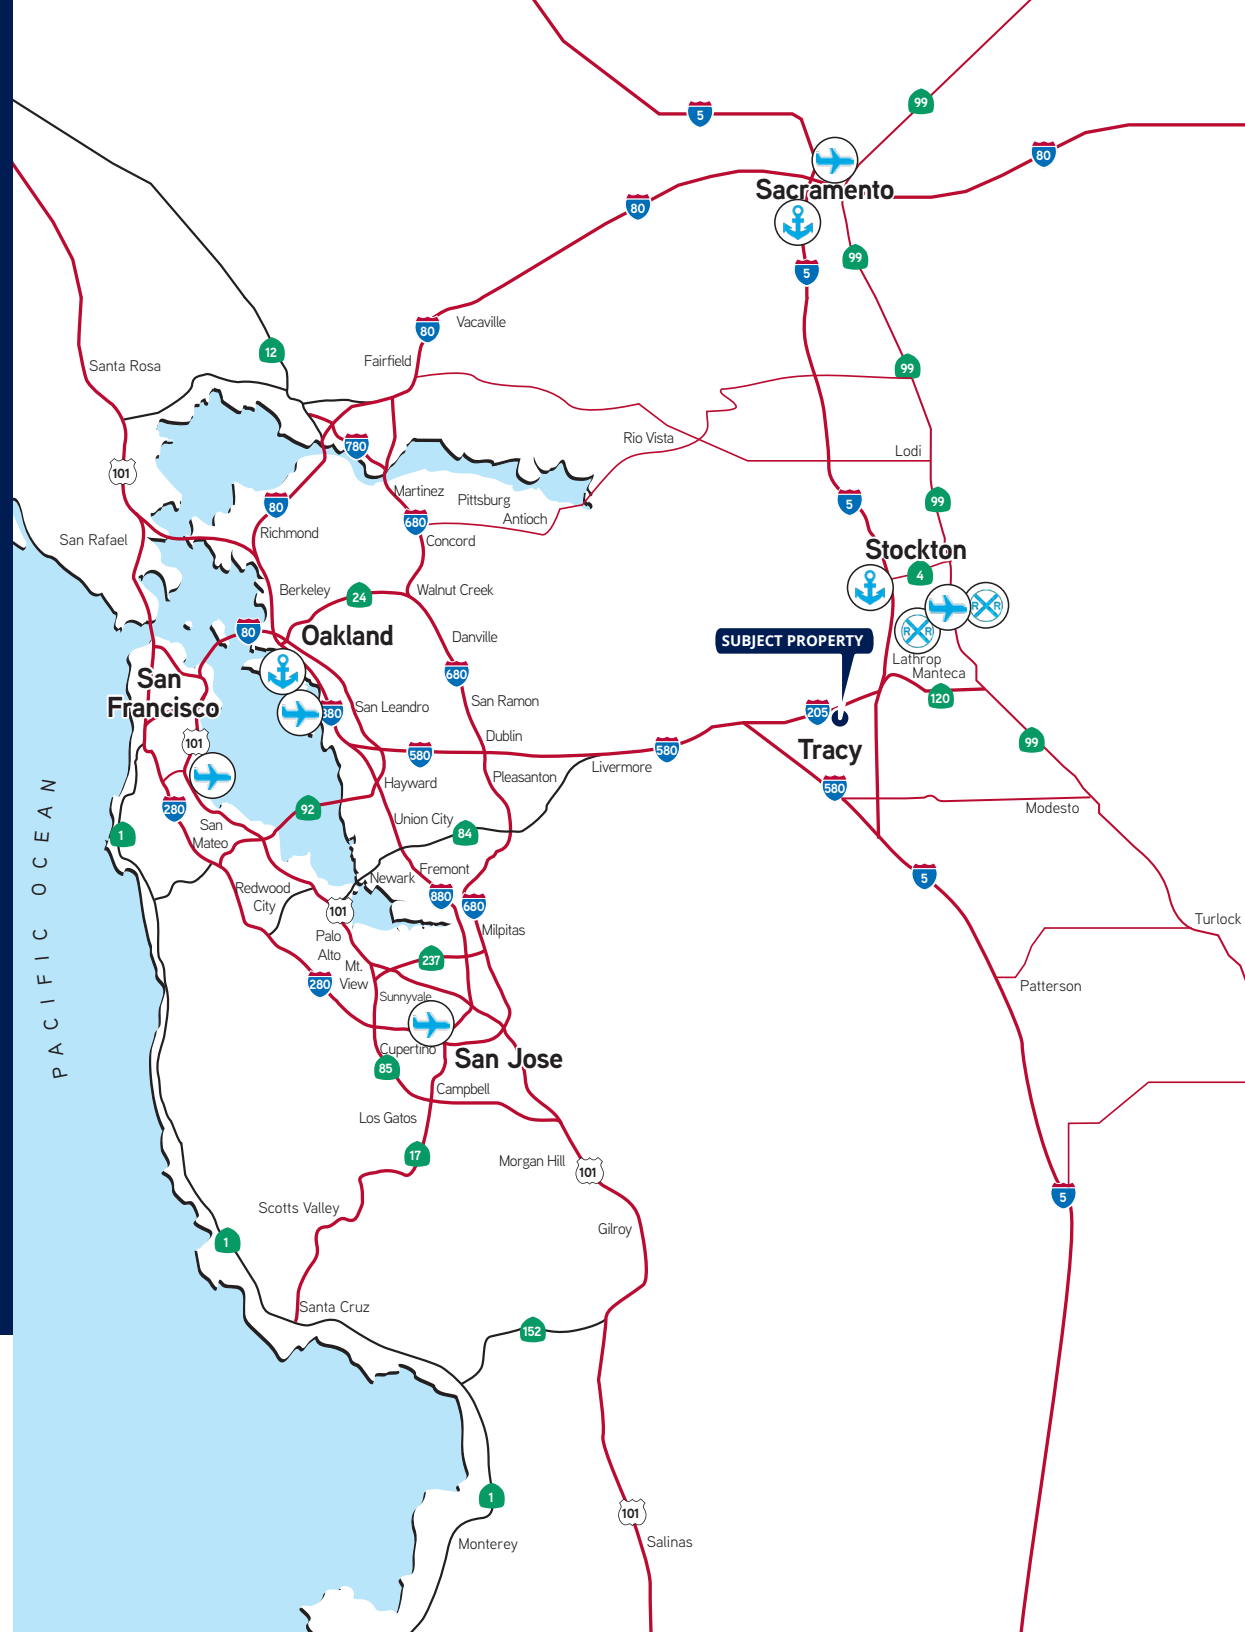 99
5
80
Sacramento
80
5
99
Vacaville
80
12
Fairfield
Santa Rosa
99
Rio Vista
780
Lodi
101
Martinez
Pittsburg
80
5
99
Antioch
680
Richmond
San Rafael
Concord
Stockton
4
Berkeley
24
Walnut Creek
R R
80
Oakland
Danville
SUBJECT PROPERTY
R R
Lathrop
Manteca
680
San
Francisco
San Ramon
120
San Leandro
880
205
Dublin
101
580
580
99
Tracy
Livermore
Pleasanton
Hayward
580
280
92
Modesto
San
Mateo
Union City
84
1
Fremont
Newark
5
Redwood
City
880
680
101
Turlock
Palo
Alto
Milpitas
237
Mt.
View
280
Patterson
Sunnyvale
PACIFIC OCEAN
Cupertino
San Jose
85
Campbell
Los Gatos
17
Morgan Hill
101
5
Scotts Valley
Gilroy
1
Santa Cruz
152
1
101
Monterey
Salinas